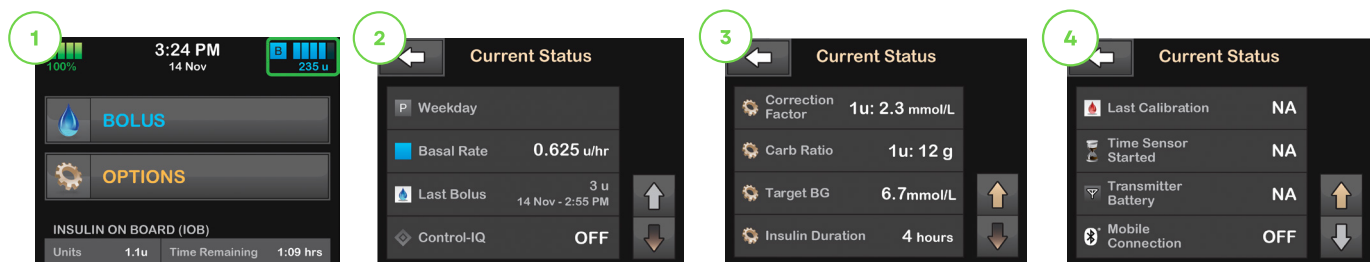 1
3:24 PM
14 Nov
100%
B
235 u
BOLUS
OPTIONS
INSULIN ON BOARD (IOB)
Units 1.1u Time Remaining 1:09 hrs
2
Current Status
P Weekday
Basal Rate 0.625 u/hr
Last Bolus 3 u
14 Nov - 2:55 PM
Control-IQ OFF
3
Current Status
Correction
Factor 1u: 2.3 mmol/L
Carb Ratio 1u: 12 g
Target BG 6.7mmol/L
Insulin Duration 4 hours
4
Current Status
Last Calibration NA
Time Sensor
Started NA
Transmitter
Battery NA
Mobile
Connection OFF